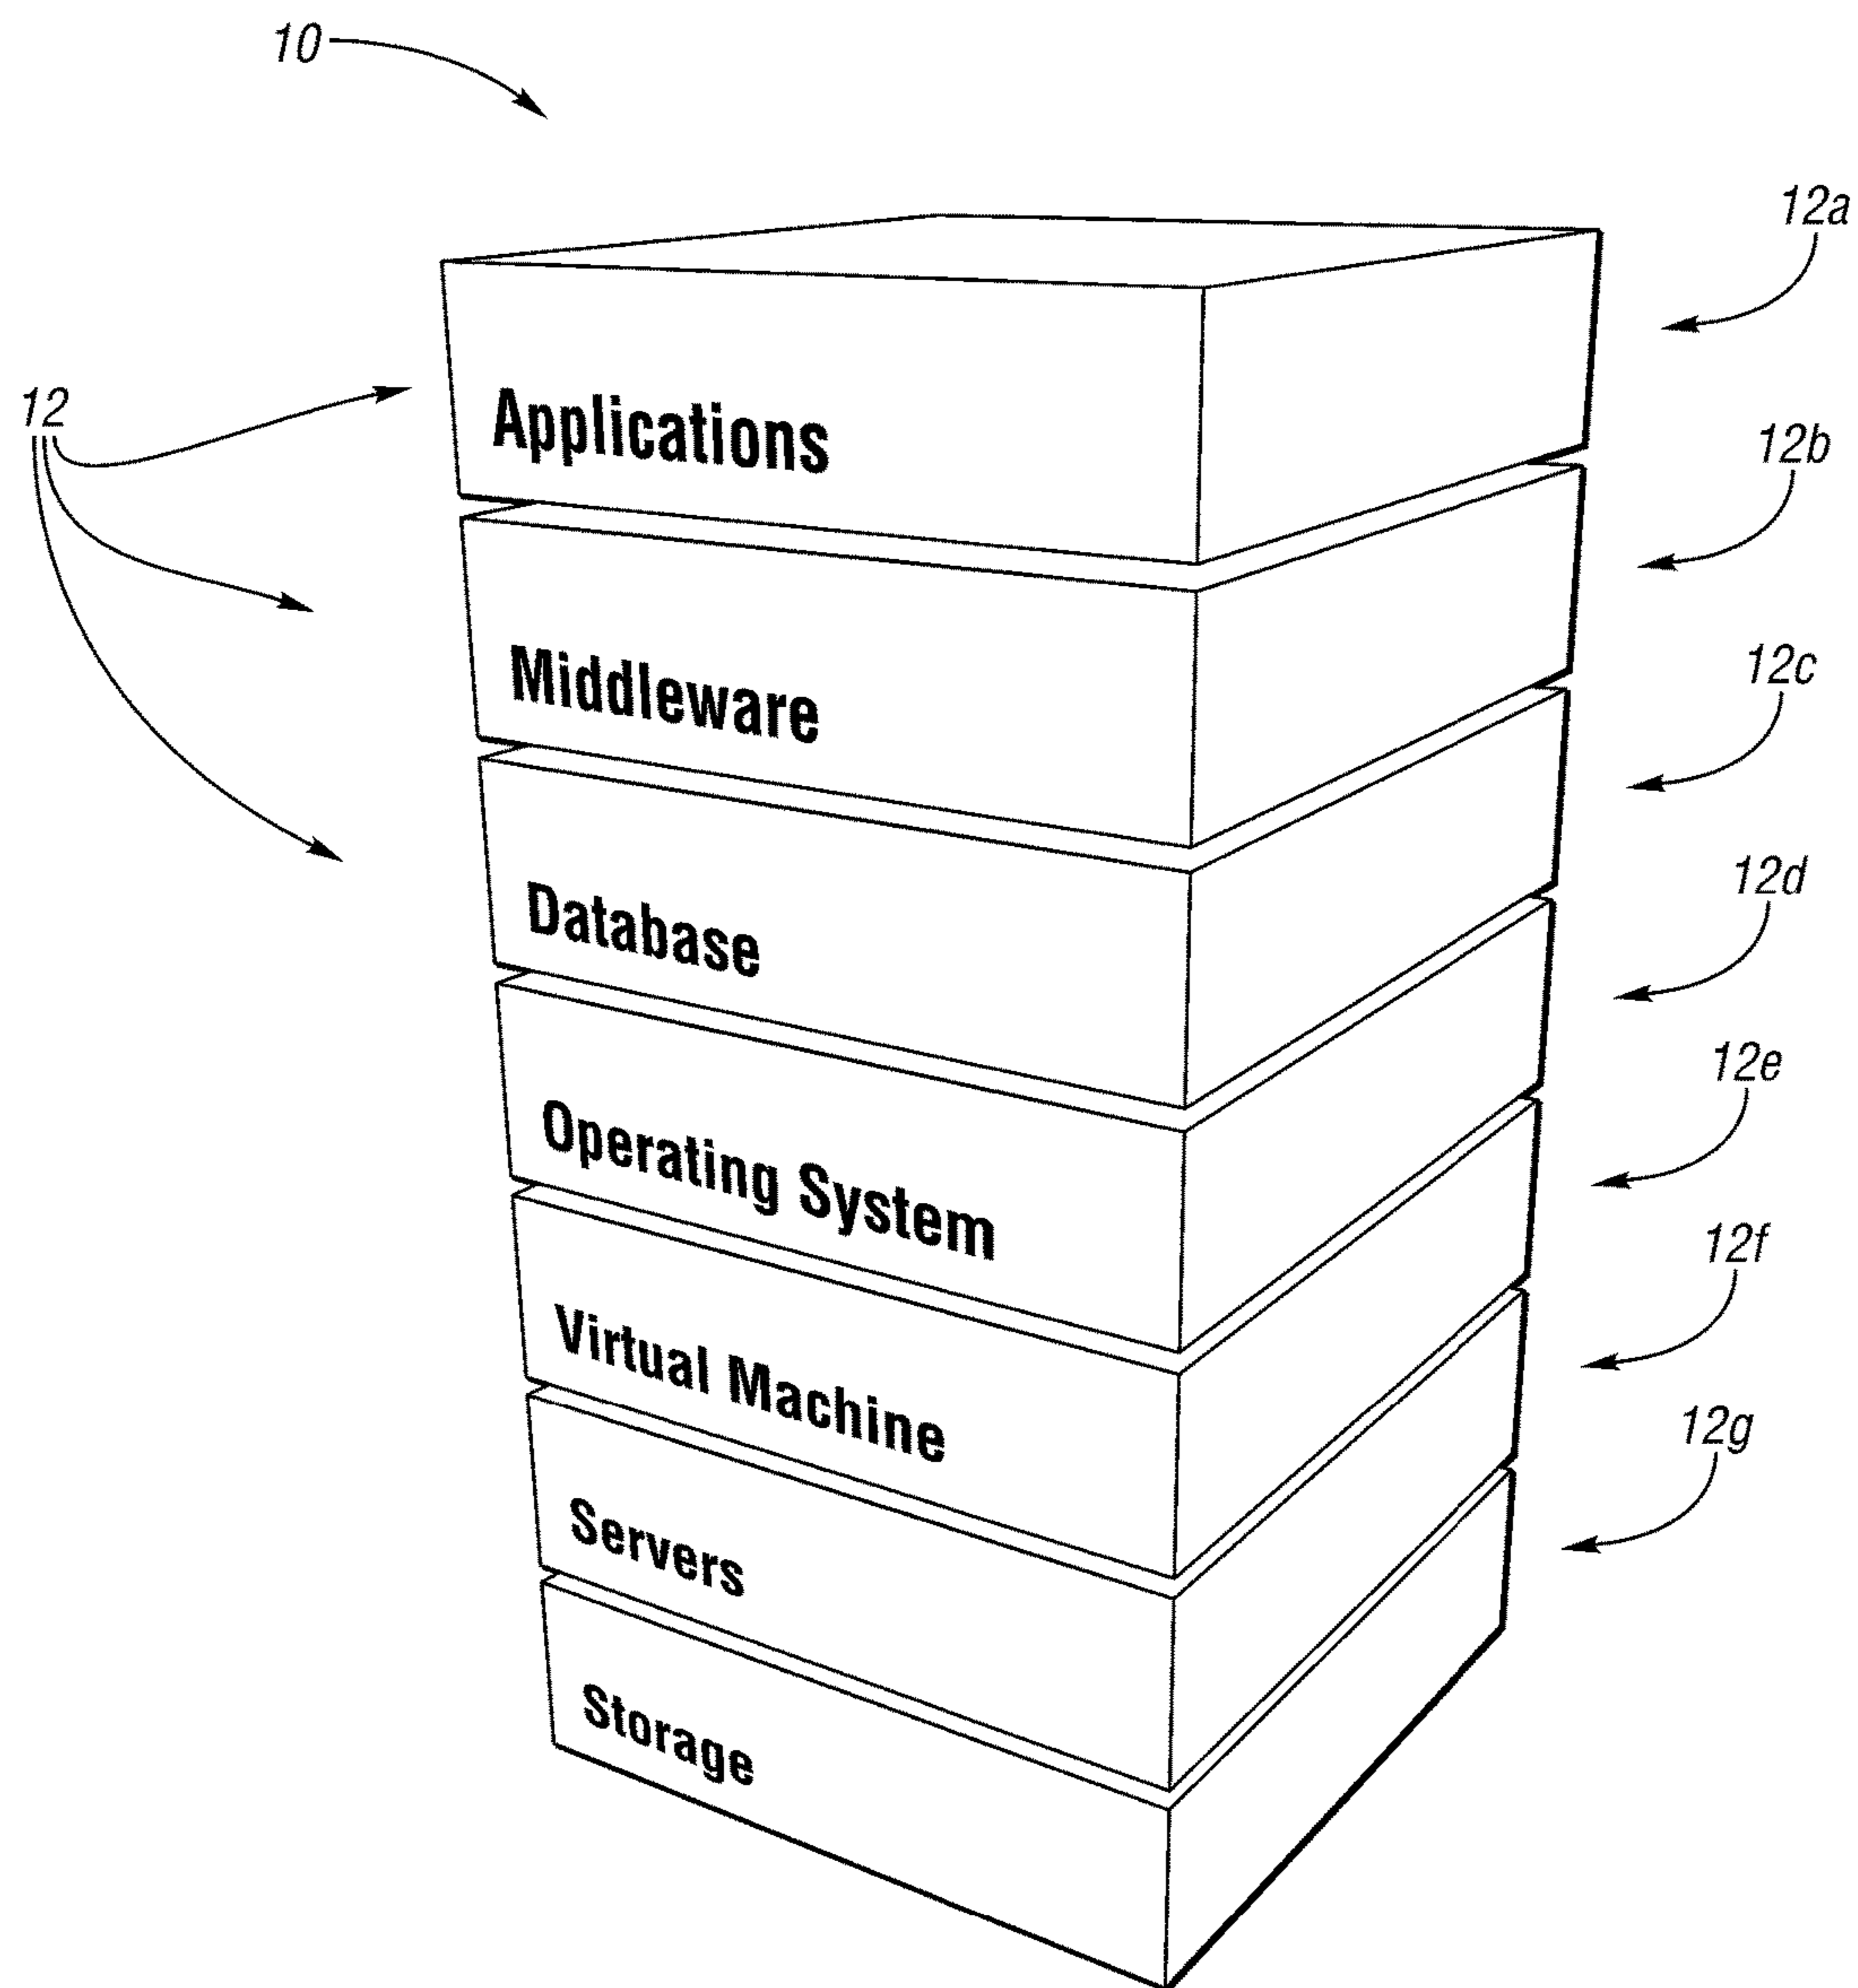 10
12a
12
Applications
12b
Middleware
12c
Database
12d
Operating System
12e
Virtual Machine
12f
Servers
12g
Storage